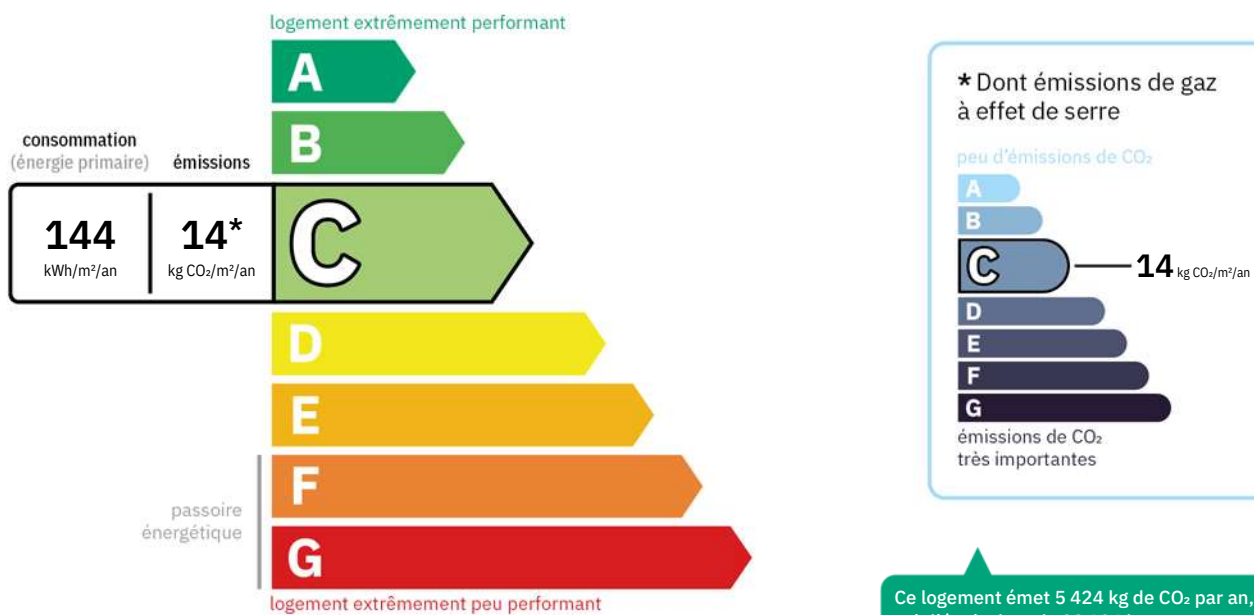 logement extrêmement performant
A
B
consommation
(énergie primaire)
émissions
144
kWh/m²/an
14*
kg CO₂/m²/an
C
D
E
F
G
passoire
énergétique
logement extrêmement peu performant
* Dont émissions de gaz
à effet de serre
peu d'émissions de CO₂
A
B
C
14 kg CO₂/m²/an
D
E
F
G
émissions de CO₂
très importantes
Ce logement émet 5 424 kg de CO₂ par an,